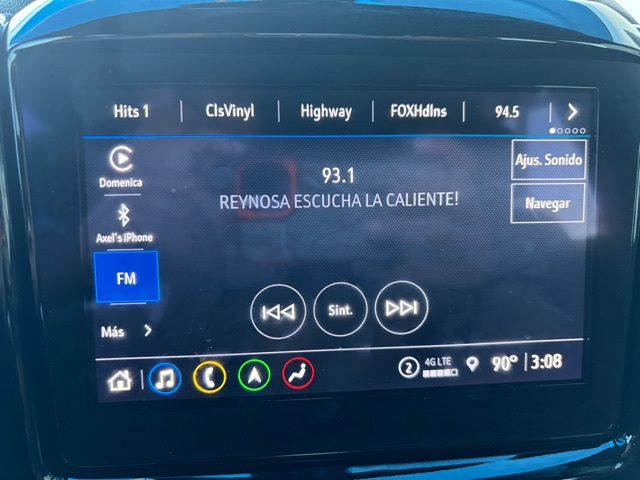 Hits 1 ClsVinyl Highway FOXHdlns 94.5
Domenica
93.1
Ajus. Sonido
REYNOSA ESCUCHA LA CALIENTE!
Axel's iPhone
Navegar
FM
Sint.
Más
2 4G LTE 90° 3:08